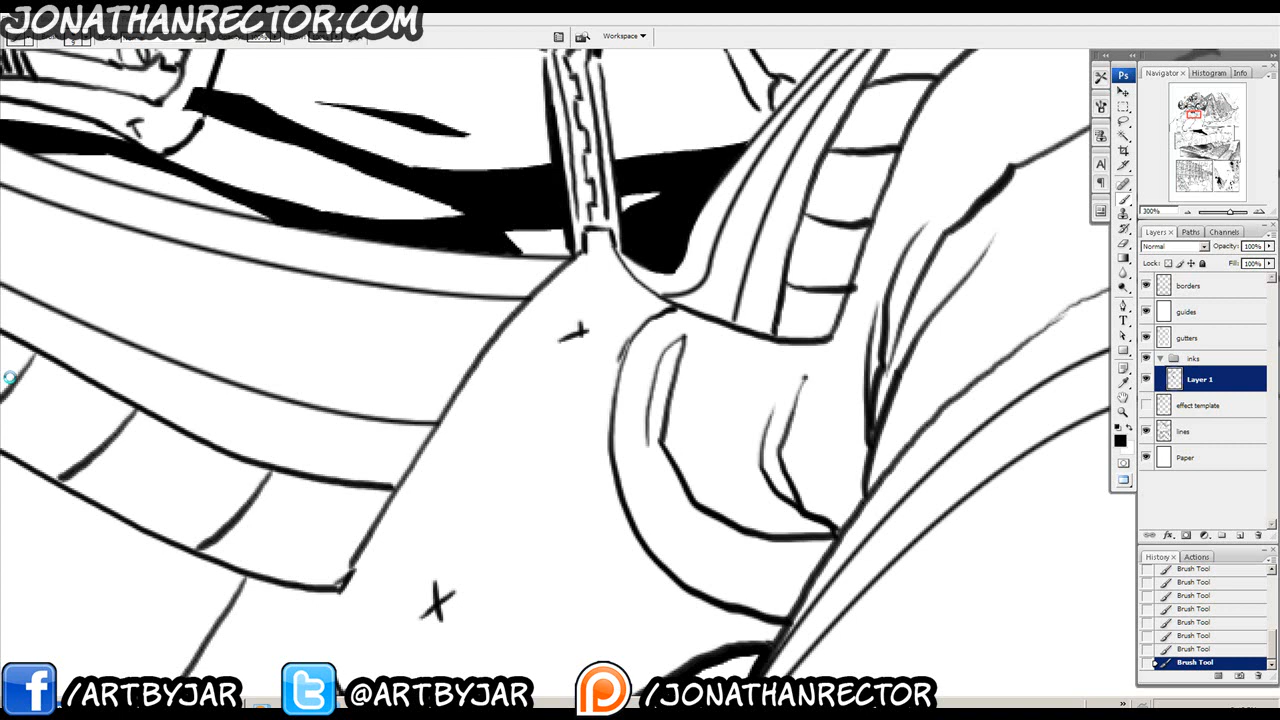 JONATHANRECTOR.COM
Workspace
Ps
Navigator × Histogram Info
300%
Layers × Paths Channels
Normal Opacity: 100%
Lock: Fill: 100%
borders
guides
gutters
inks
Layer 1
effect template
lines
Paper
History × Actions
Brush Tool
Brush Tool
Brush Tool
Brush Tool
Brush Tool
Brush Tool
Brush Tool
Brush Tool
/ARTBYJAR
@ARTBYJAR
/JONATHANRECTOR